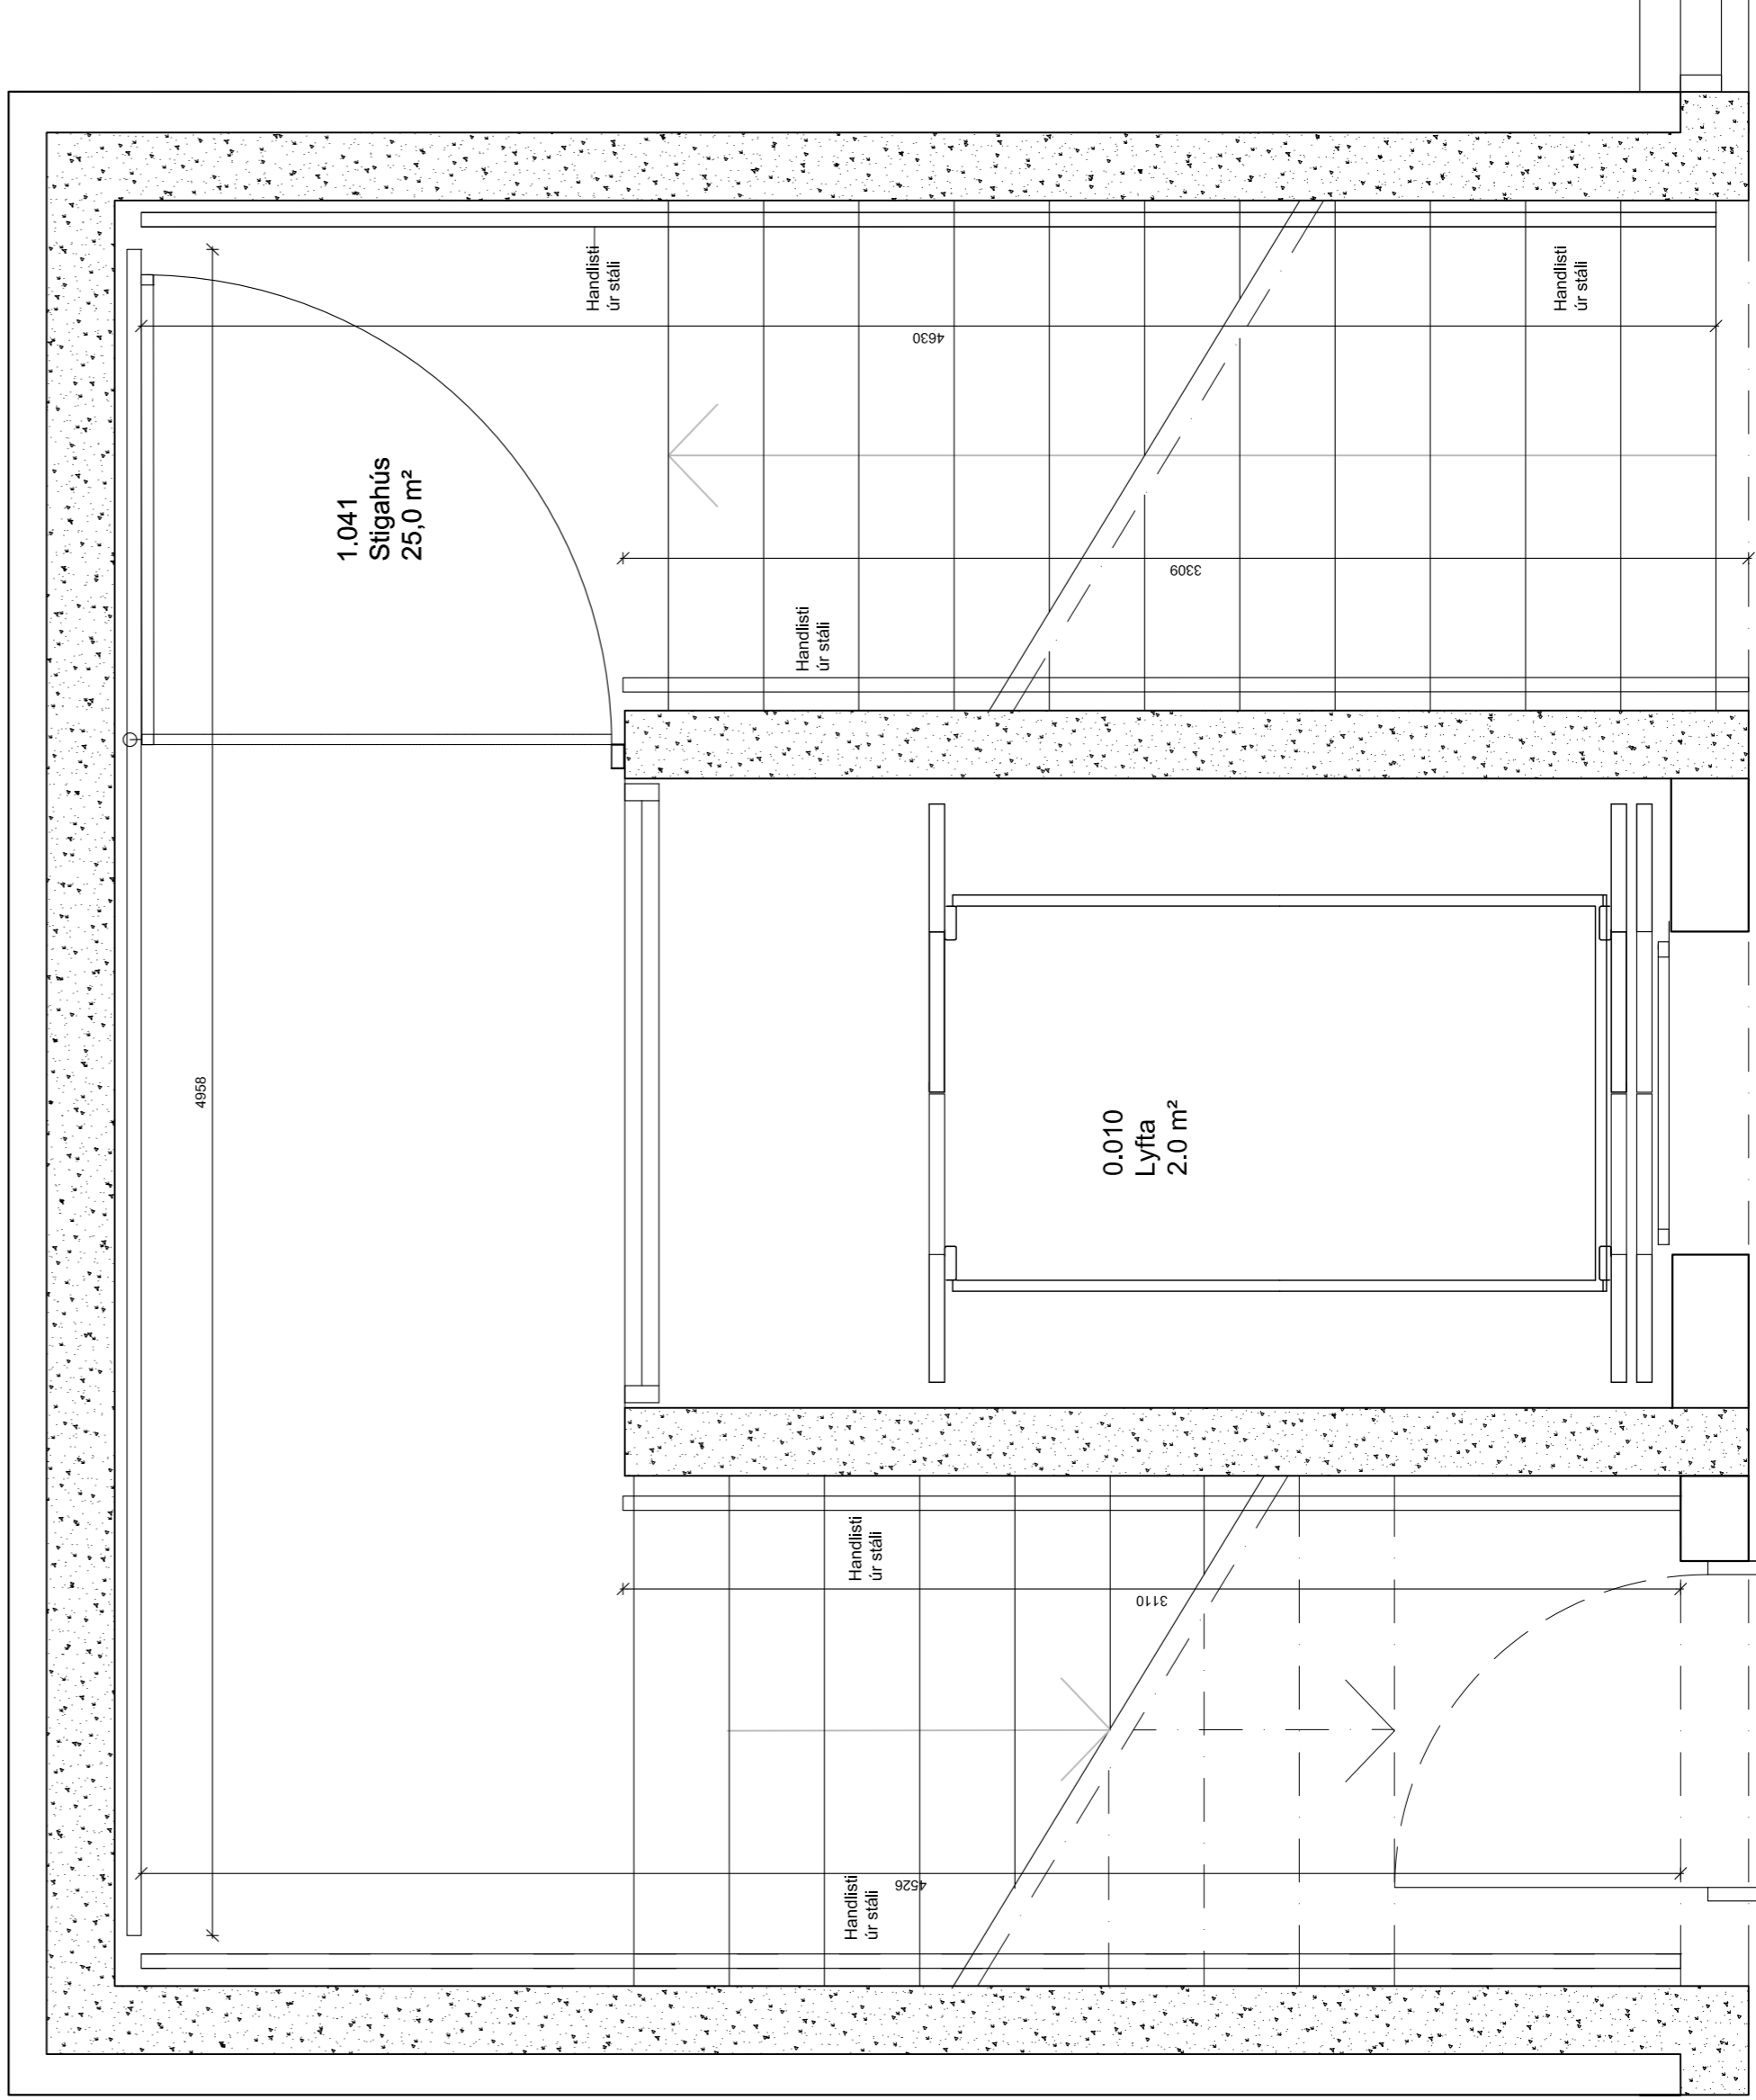 Handlisti
úr stáli
Handlisti
úr stáli
4630
1.041
Stigahús
25,0 m²
3309
Handlisti
úr stáli
4958
0.010
Lyfta
2.0 m²
Handlisti
úr stáli
3110
Handlisti
úr stáli
4526